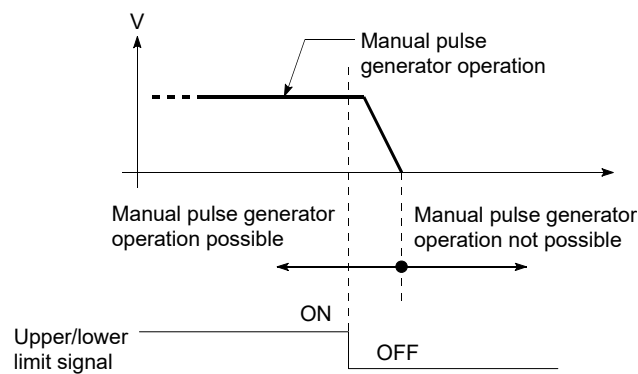 V
Manual pulse
generator operation
Manual pulse generator
operation possible
Manual pulse generator
operation not possible
ON
Upper/lower
limit signal
OFF